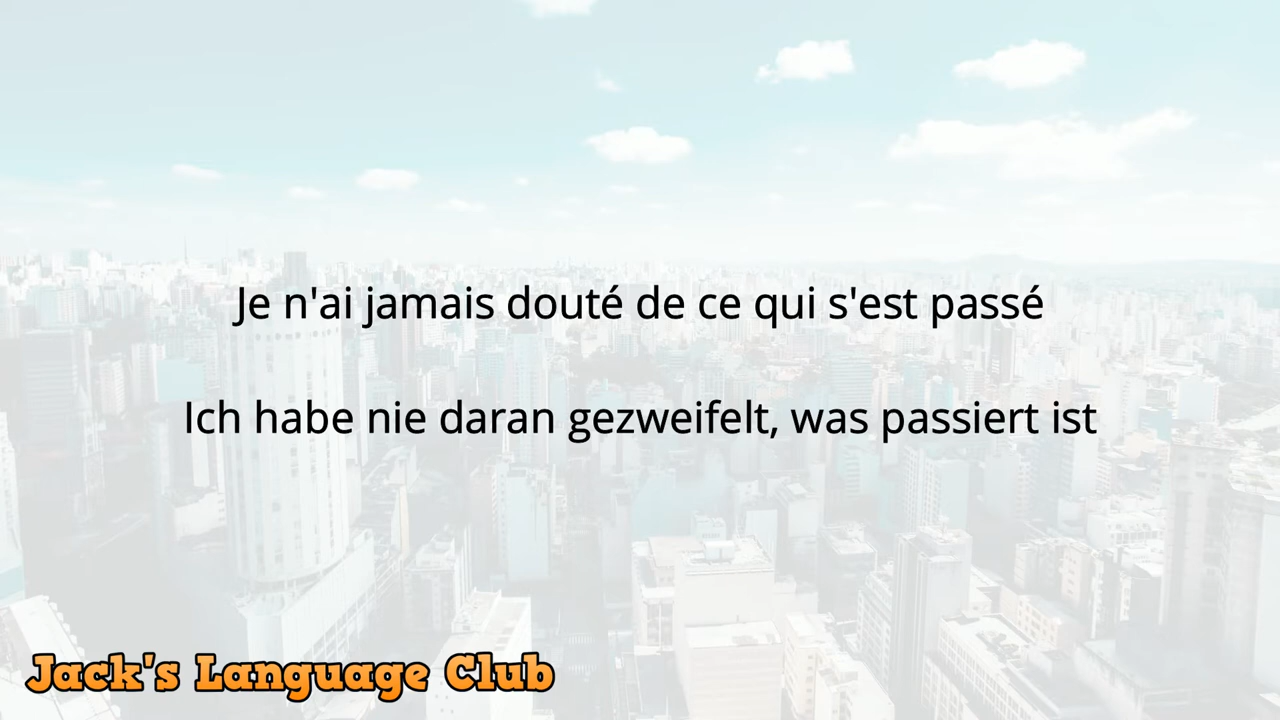 Je n'ai jamais douté de ce qui s'est passé
Ich habe nie daran gezweifelt, was passiert ist
Jack's Language Club